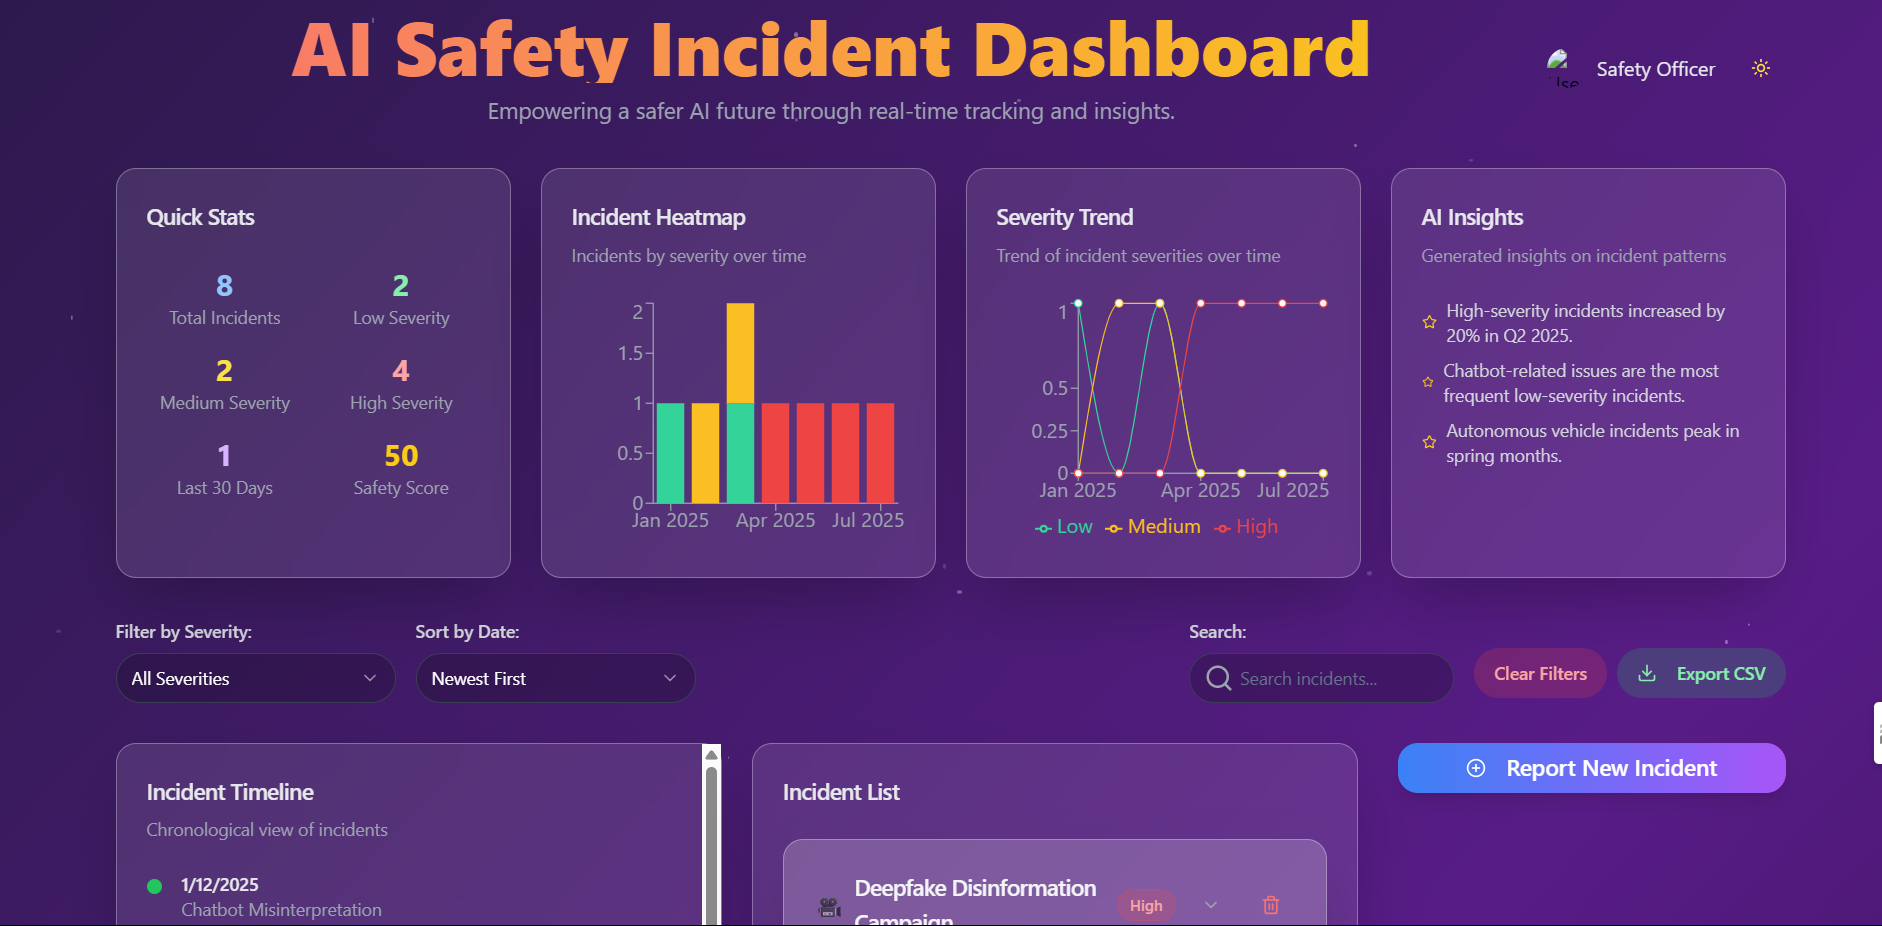 AI Safety Incident Dashboard
Empowering a safer AI future through real-time tracking and insights.
Safety Officer
Quick Stats
8
Total Incidents
2
Low Severity
2
Medium Severity
4
High Severity
1
Last 30 Days
50
Safety Score
Incident Heatmap
Incidents by severity over time
2
1.5
1
0.5
0
Jan 2025 Apr 2025 Jul 2025
Severity Trend
Trend of incident severities over time
1
0.5
0.25
0
Jan 2025 Apr 2025 Jul 2025
Low Medium High
AI Insights
Generated insights on incident patterns
High-severity incidents increased by
20% in Q2 2025.
Chatbot-related issues are the most
frequent low-severity incidents.
Autonomous vehicle incidents peak in
spring months.
Filter by Severity:
All Severities
Sort by Date:
Newest First
Search:
Search incidents...
Clear Filters
Export CSV
Incident Timeline
Chronological view of incidents
1/12/2025
Chatbot Misinterpretation
Incident List
Deepfake Disinformation
Campaign
High
Report New Incident